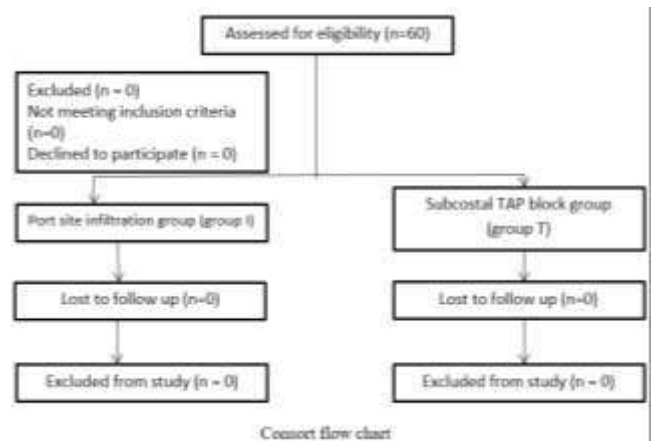 Assessed for eligibility (n=60)
Excluded (n = 0)
Not meeting inclusion criteria
(n=0)
Declined to participate (n = 0)
Port site infiltration group (group I)
Subcostal TAP block group
(group T)
Lost to follow up (n=0)
Lost to follow up (n=0)
Excluded from study (n = 0)
Excluded from study (n = 0)
Consort flow chart